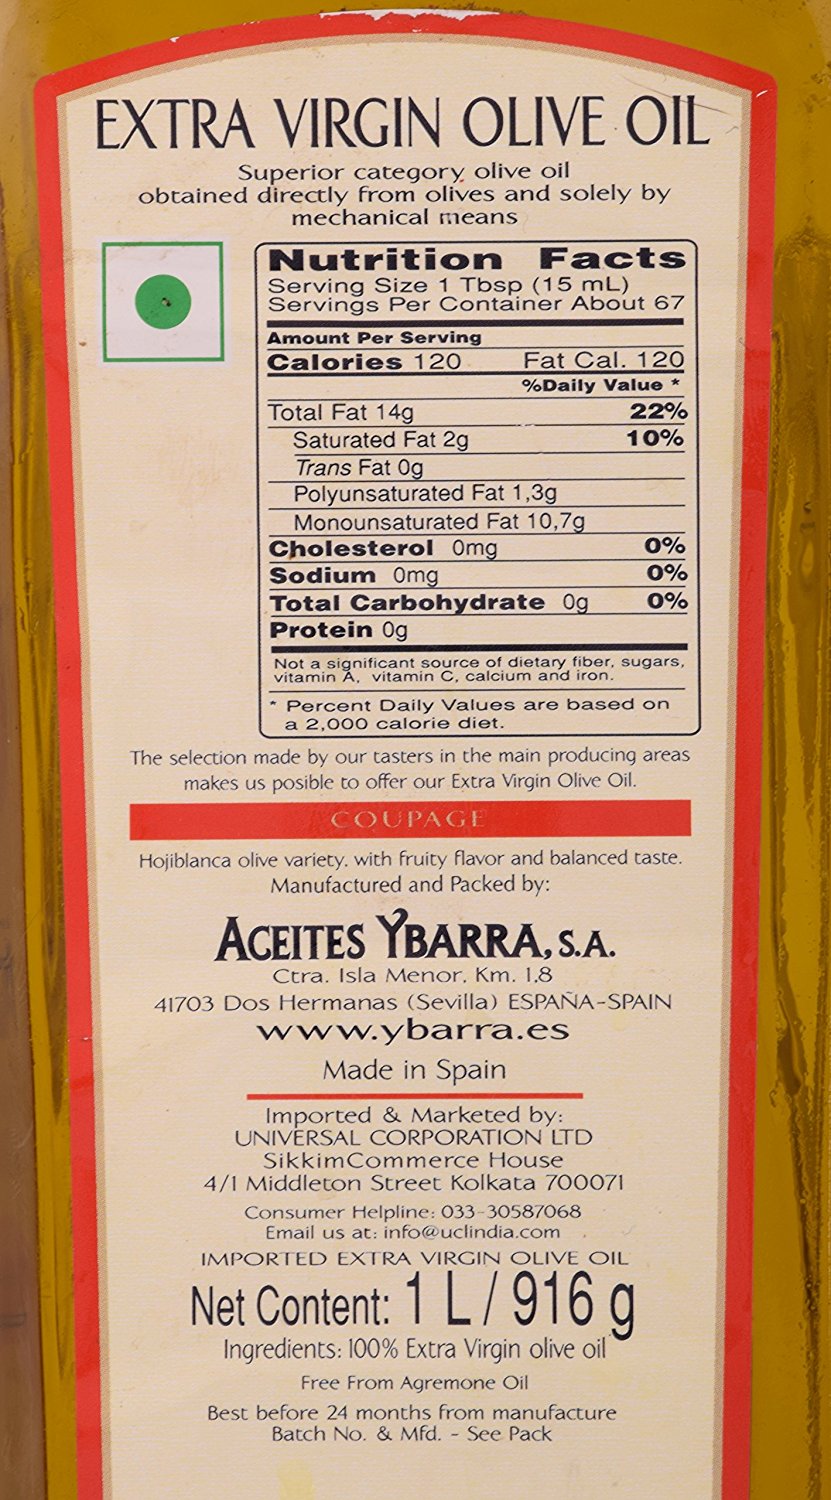 EXTRA VIRGIN OLIVE OIL
Superior category, olive oil
obtained directly from olives and solely by
mechanical means
Nutrition Facts
Serving Size 1 Tbsp (15 mL)
Servings Per Container About 67
Amount Per Serving
Calories 120 Fat Cal. 120
%Daily Value *
Total Fat 14g 22%
Saturated Fat 2g 10%
Trans Fat 0g
Polyunsaturated Fat 1,3g
Monounsaturated Fat 10,7g
Cholesterol 0mg 0%
Sodium 0mg 0%
Total Carbohydrate 0g 0%
Protein 0g
Not a significant source of dietary fiber, sugars,
vitamin A, vitamin C, calcium and iron.
* Percent Daily Values are based on
a 2,000 calorie diet.
The selection made by our tasters in the main producing areas
makes us posible to offer our Extra Virgin Olive Oil.
COUPAGE
Hojiblanca olive variety. with fruity flavor and balanced taste.
Manufactured and Packed by:
ACEITES YBARRA, S.A.
Ctra. Isla Menor, Km. 1,8
41703 Dos Hermanas (Sevilla) ESPAÑA-SPAIN
www.ybarra.es
Made in Spain
Imported & Marketed by:
UNIVERSAL CORPORATION LTD
SikkimCommerce House
4/1 Middleton Street Kolkata 700071
Consumer Helpline: 033-30587068
Email us at: info@uclindia.com
IMPORTED EXTRA VIRGIN OLIVE OIL
Net Content: 1 L / 916 g
Ingredients: 100% Extra Virgin olive oil
Free From Agremone Oil
Best before 24 months from manufacture
Batch No. & Mfd. - See Pack